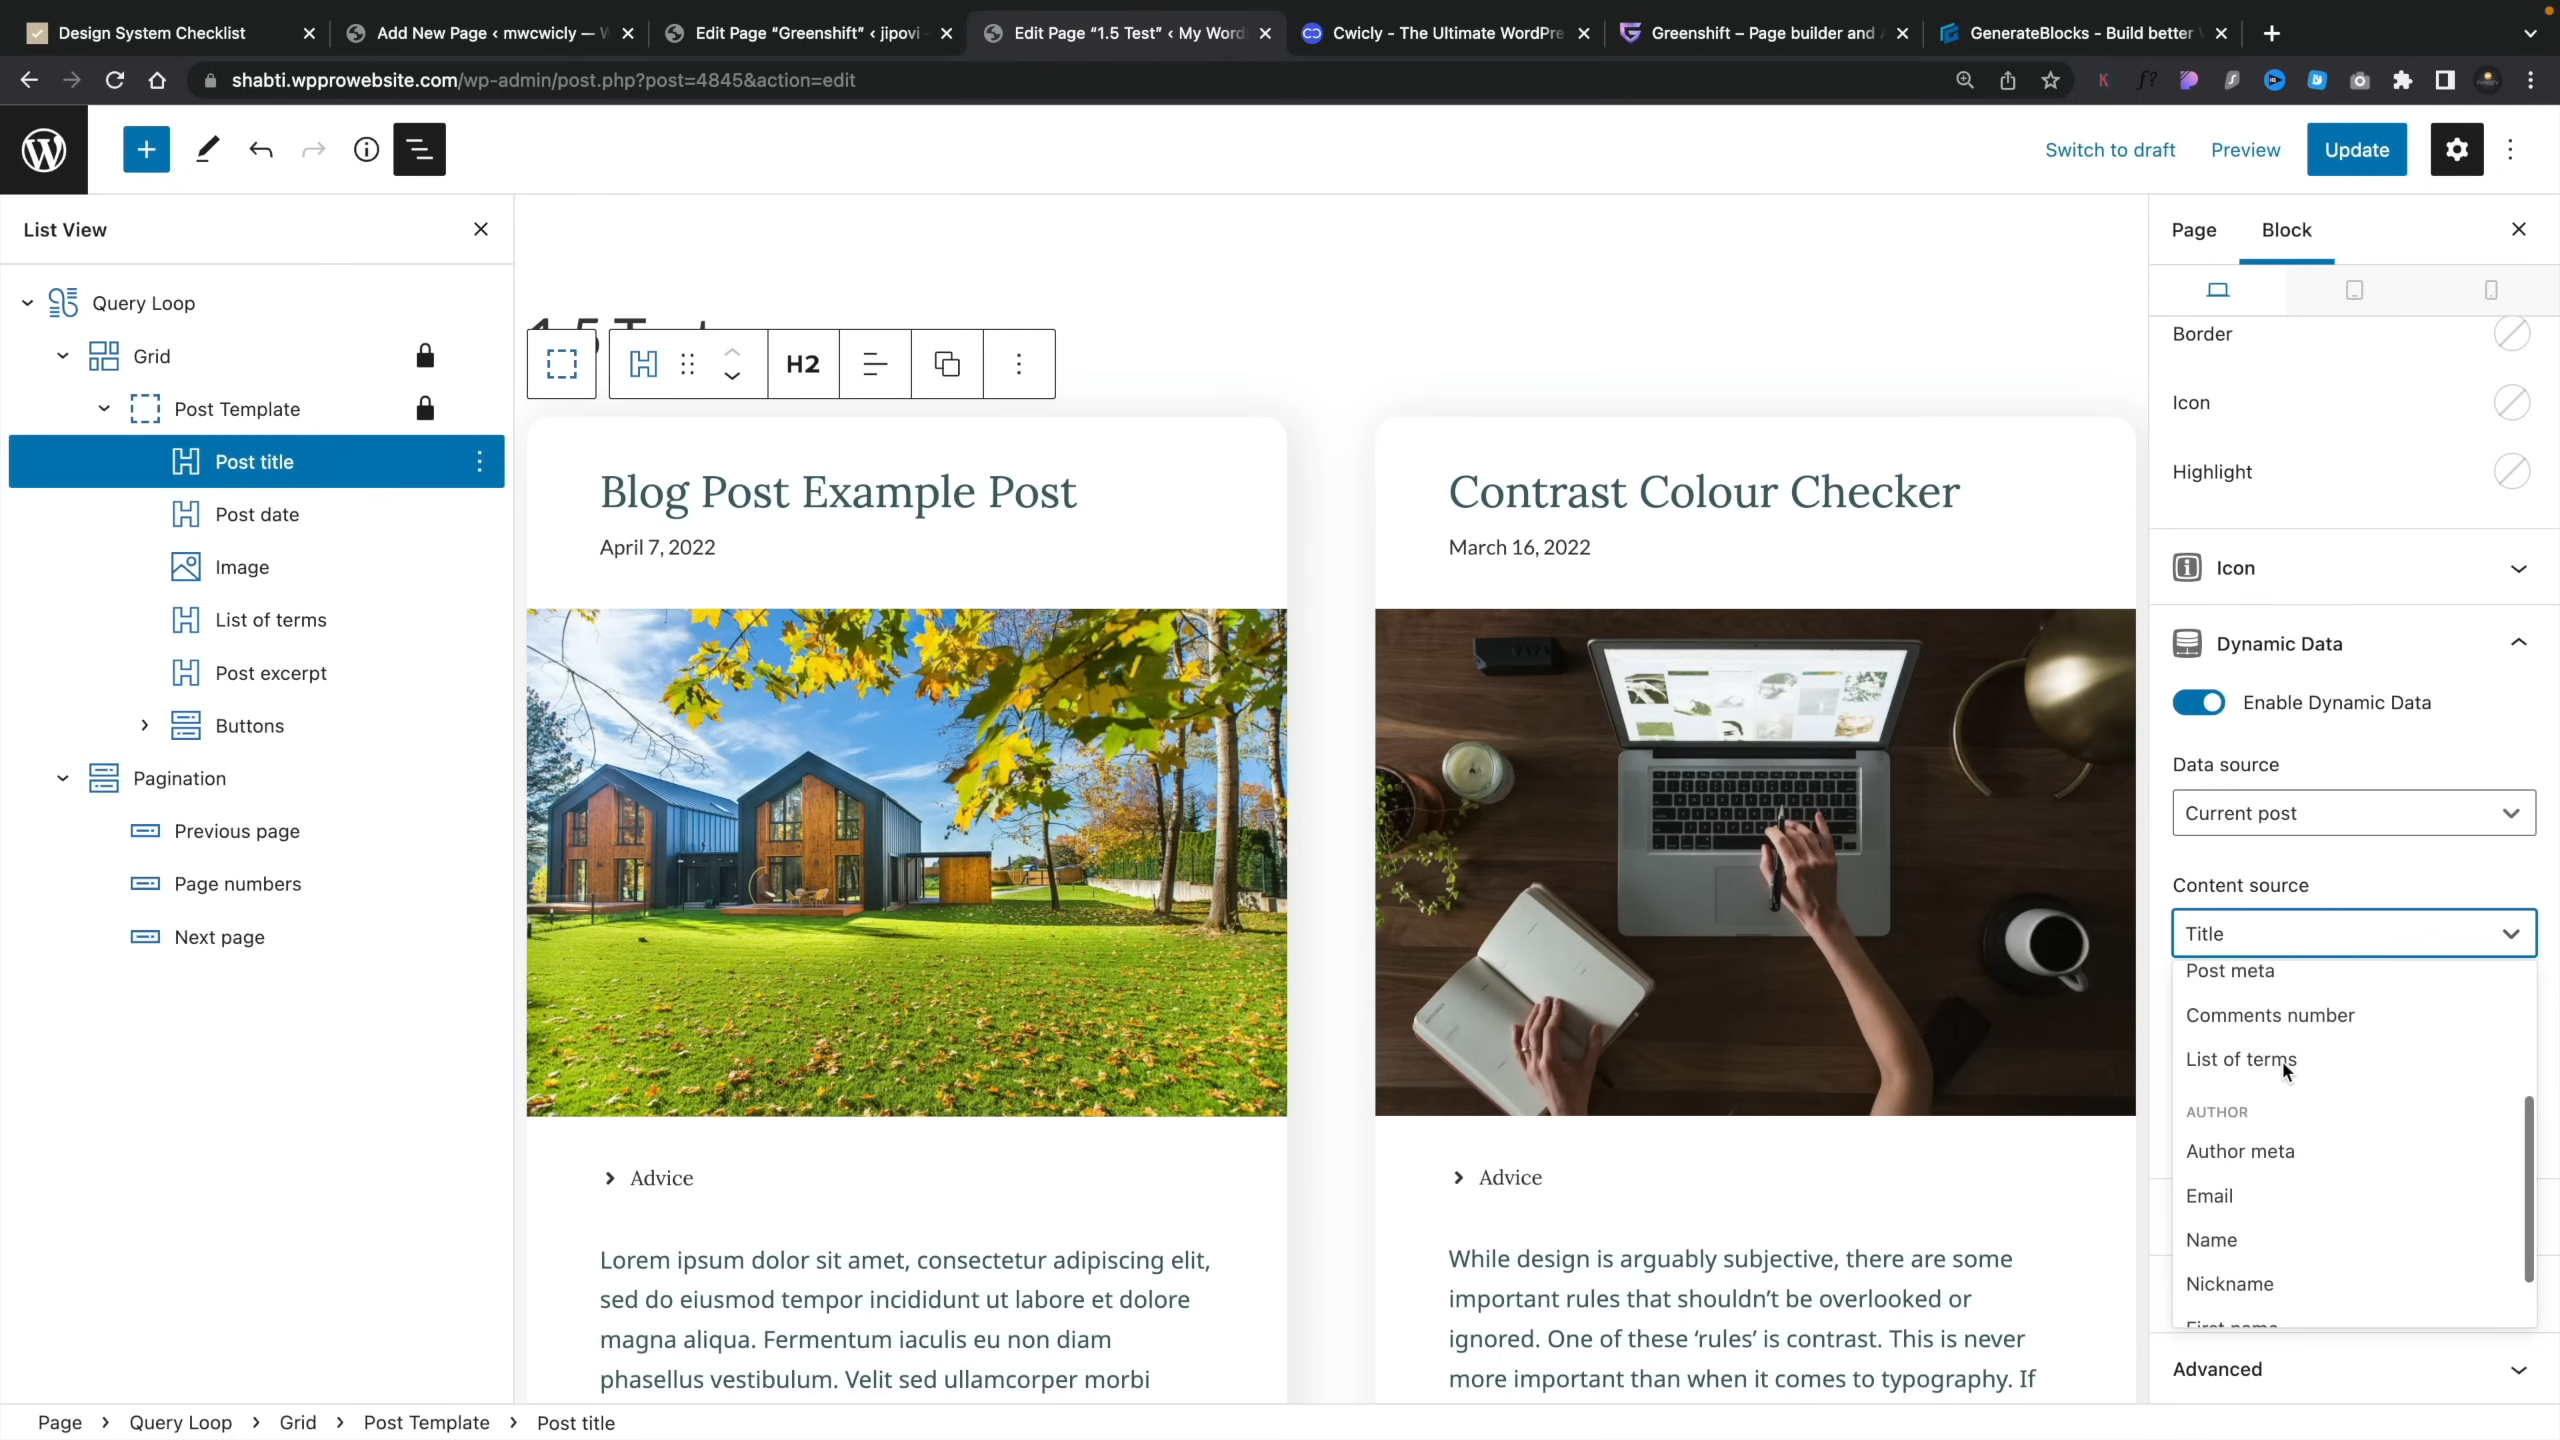 Design System Checklist
Add New Page ‹ mwcwicly — W
Edit Page “Greenshift” ‹ jipovi
Edit Page “1.5 Test” ‹ My Word
Cwicly - The Ultimate WordPre
Greenshift – Page builder and
GenerateBlocks - Build better
shabti.wpprowebsite.com/wp-admin/post.php?post=4845&action=edit
Switch to draft
Preview
Update
List View
Query Loop
Grid
Post Template
Post title
Post date
Image
List of terms
Post excerpt
Buttons
Pagination
Previous page
Page numbers
Next page
H2
Blog Post Example Post
April 7, 2022
Advice
Lorem ipsum dolor sit amet, consectetur adipiscing elit,
sed do eiusmod tempor incididunt ut labore et dolore
magna aliqua. Fermentum iaculis eu non diam
phasellus vestibulum. Velit sed ullamcorper morbi
Contrast Colour Checker
March 16, 2022
Advice
While design is arguably subjective, there are some
important rules that shouldn’t be overlooked or
ignored. One of these ‘rules’ is contrast. This is never
more important than when it comes to typography. If
Page
Block
Border
Icon
Highlight
Icon
Dynamic Data
Enable Dynamic Data
Data source
Current post
Content source
Title
Post meta
Comments number
List of terms
AUTHOR
Author meta
Email
Name
Nickname
Advanced
Page
Query Loop
Grid
Post Template
Post title